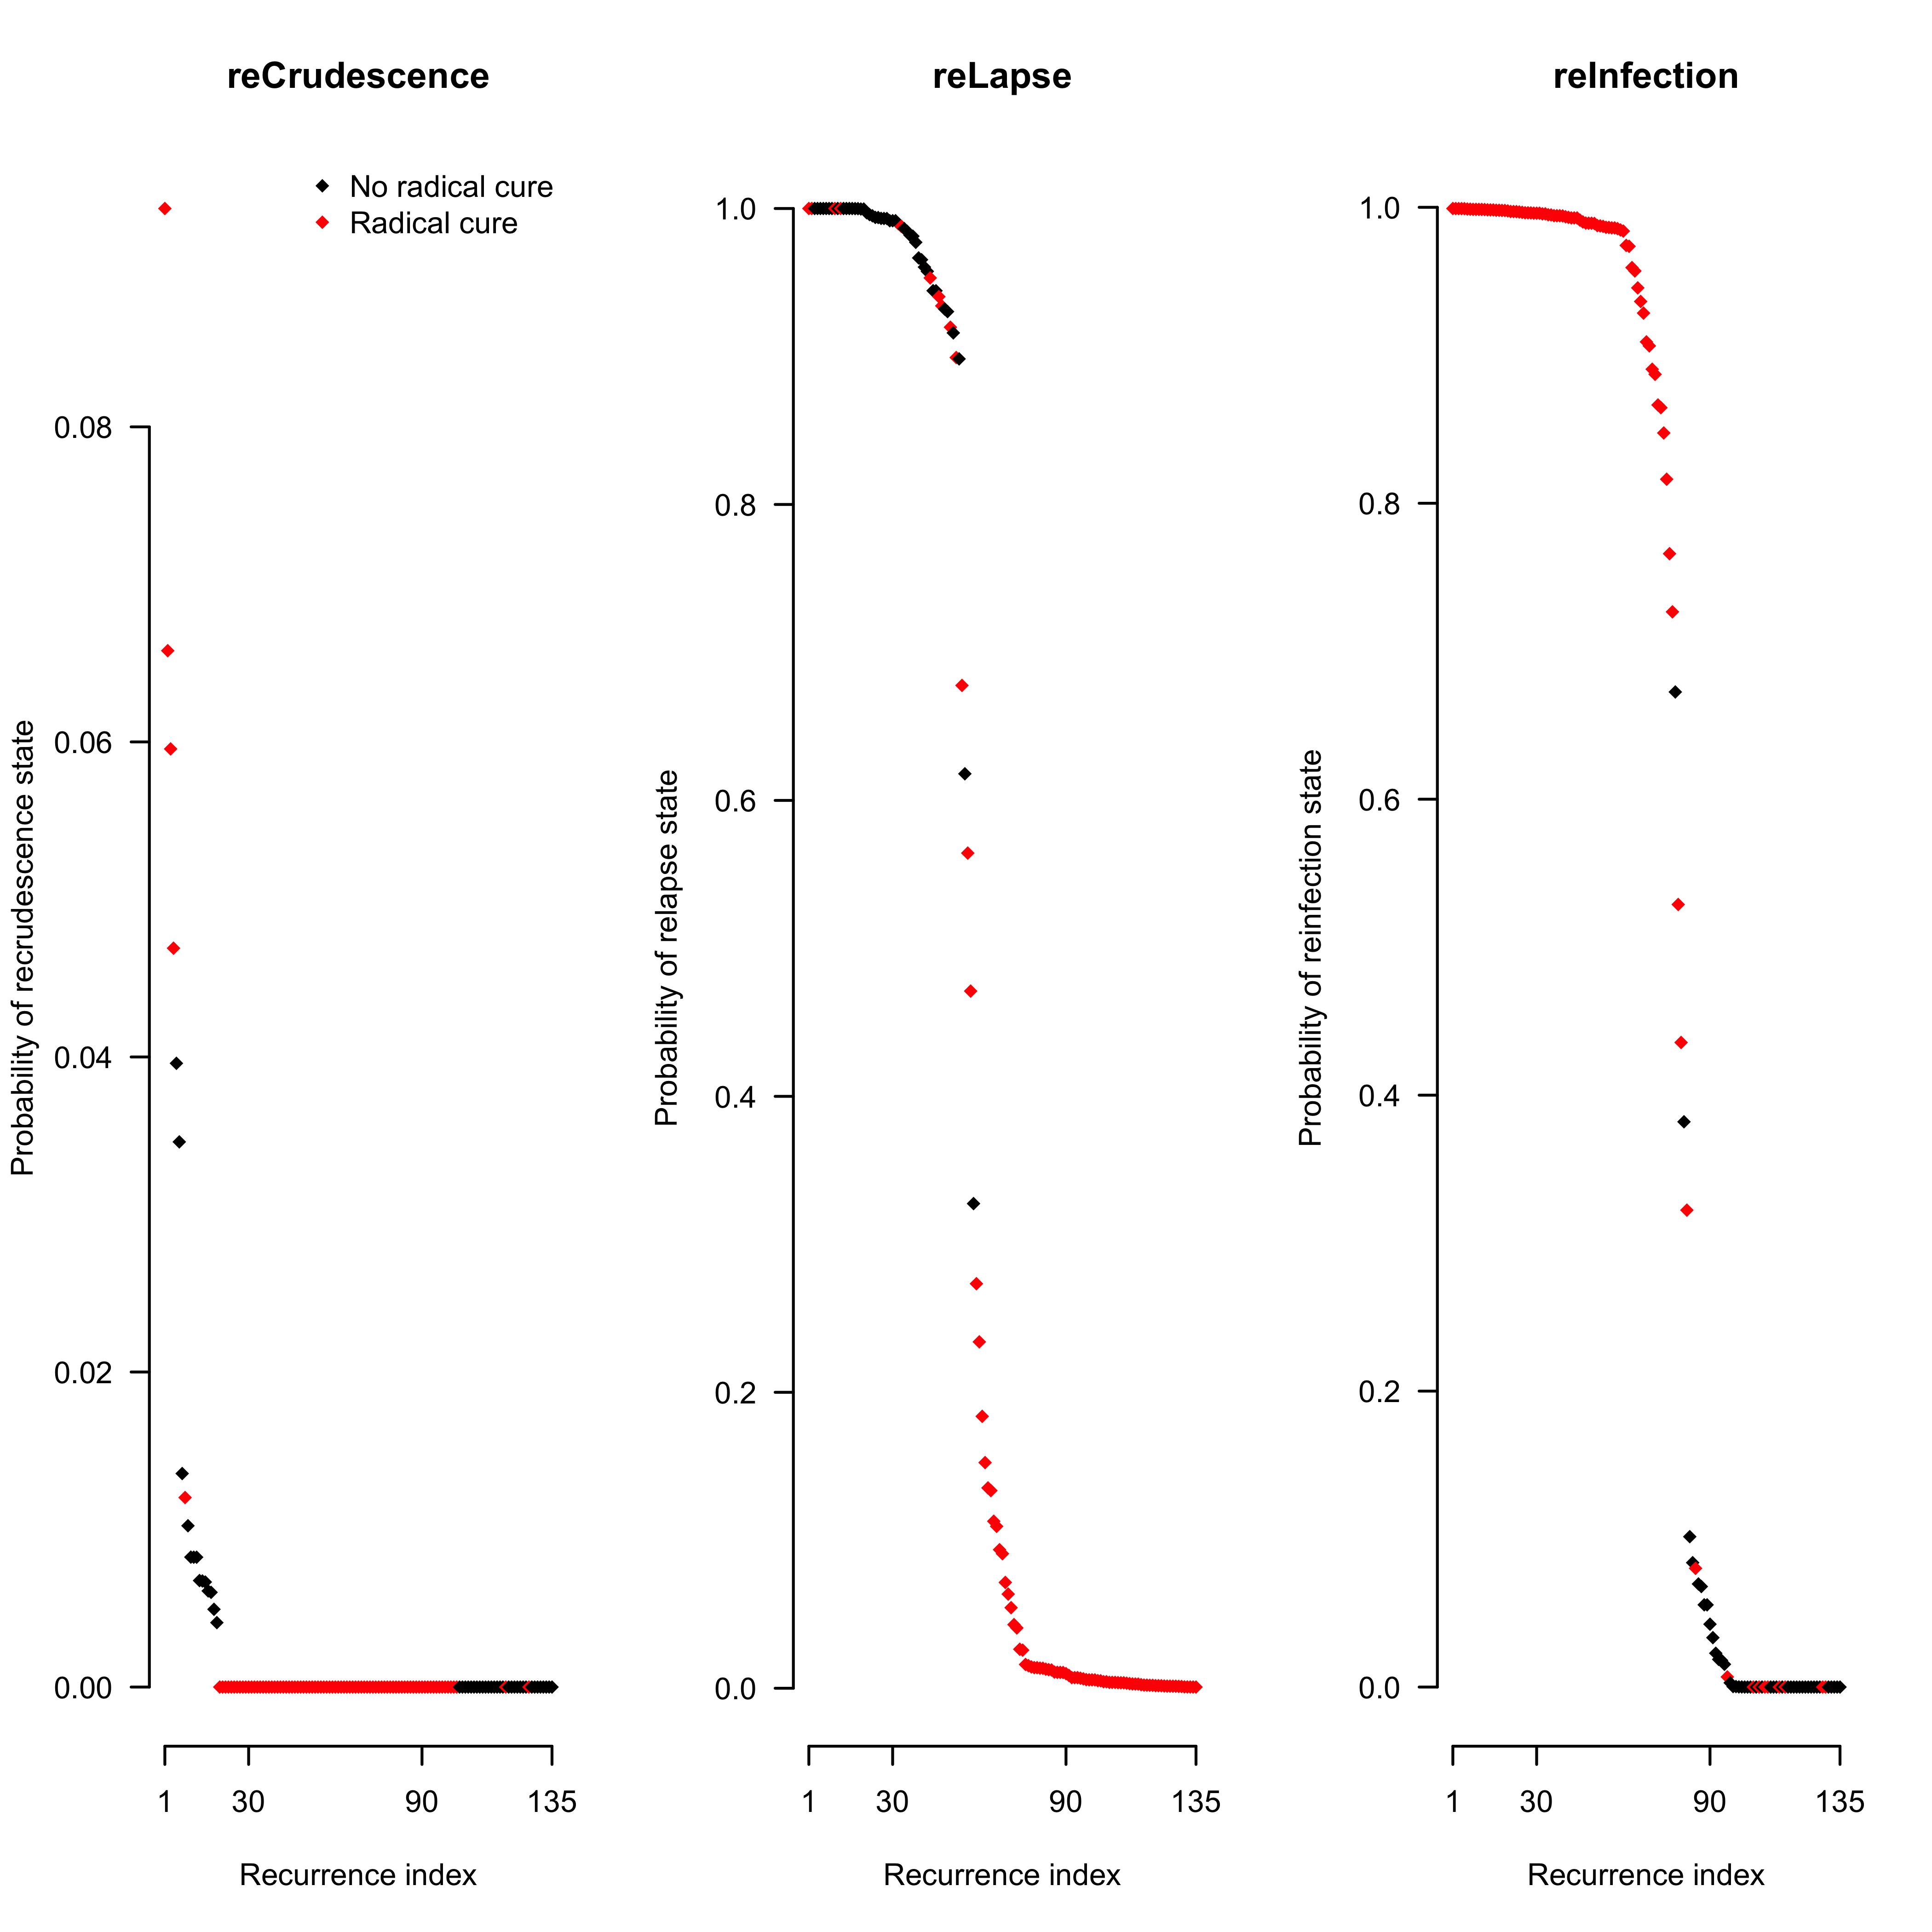 reCrudescence
No radical cure
Radical cure
0.08
0.06
0.04
0.02
0.00
Probability of recrudescence state
1 30 90 135
Recurrence index
reLapse
1.0
0.8
0.6
0.4
0.2
0.0
Probability of relapse state
1 30 90 135
Recurrence index
reInfection
1.0
0.8
0.6
0.4
0.2
0.0
Probability of reinfection state
1 30 90 135
Recurrence index